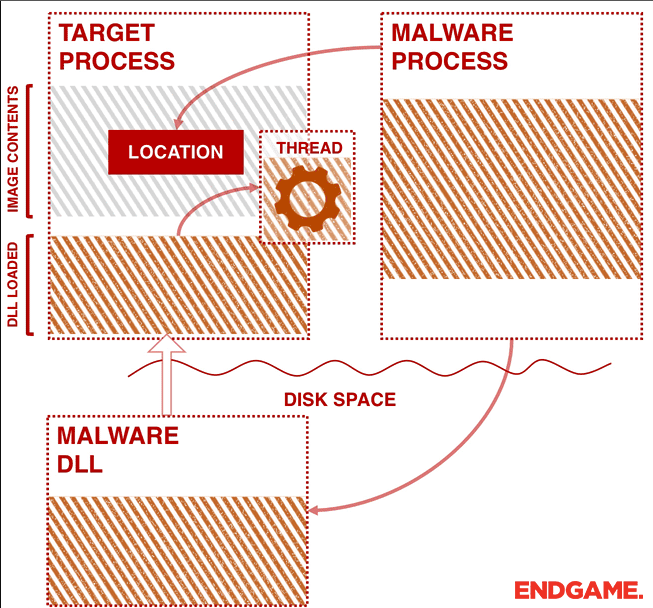 TARGET
PROCESS
MALWARE
PROCESS
IMAGE CONTENTS
LOCATION
THREAD
DLL LOADED
DISK SPACE
MALWARE
DLL
ENDGAME.